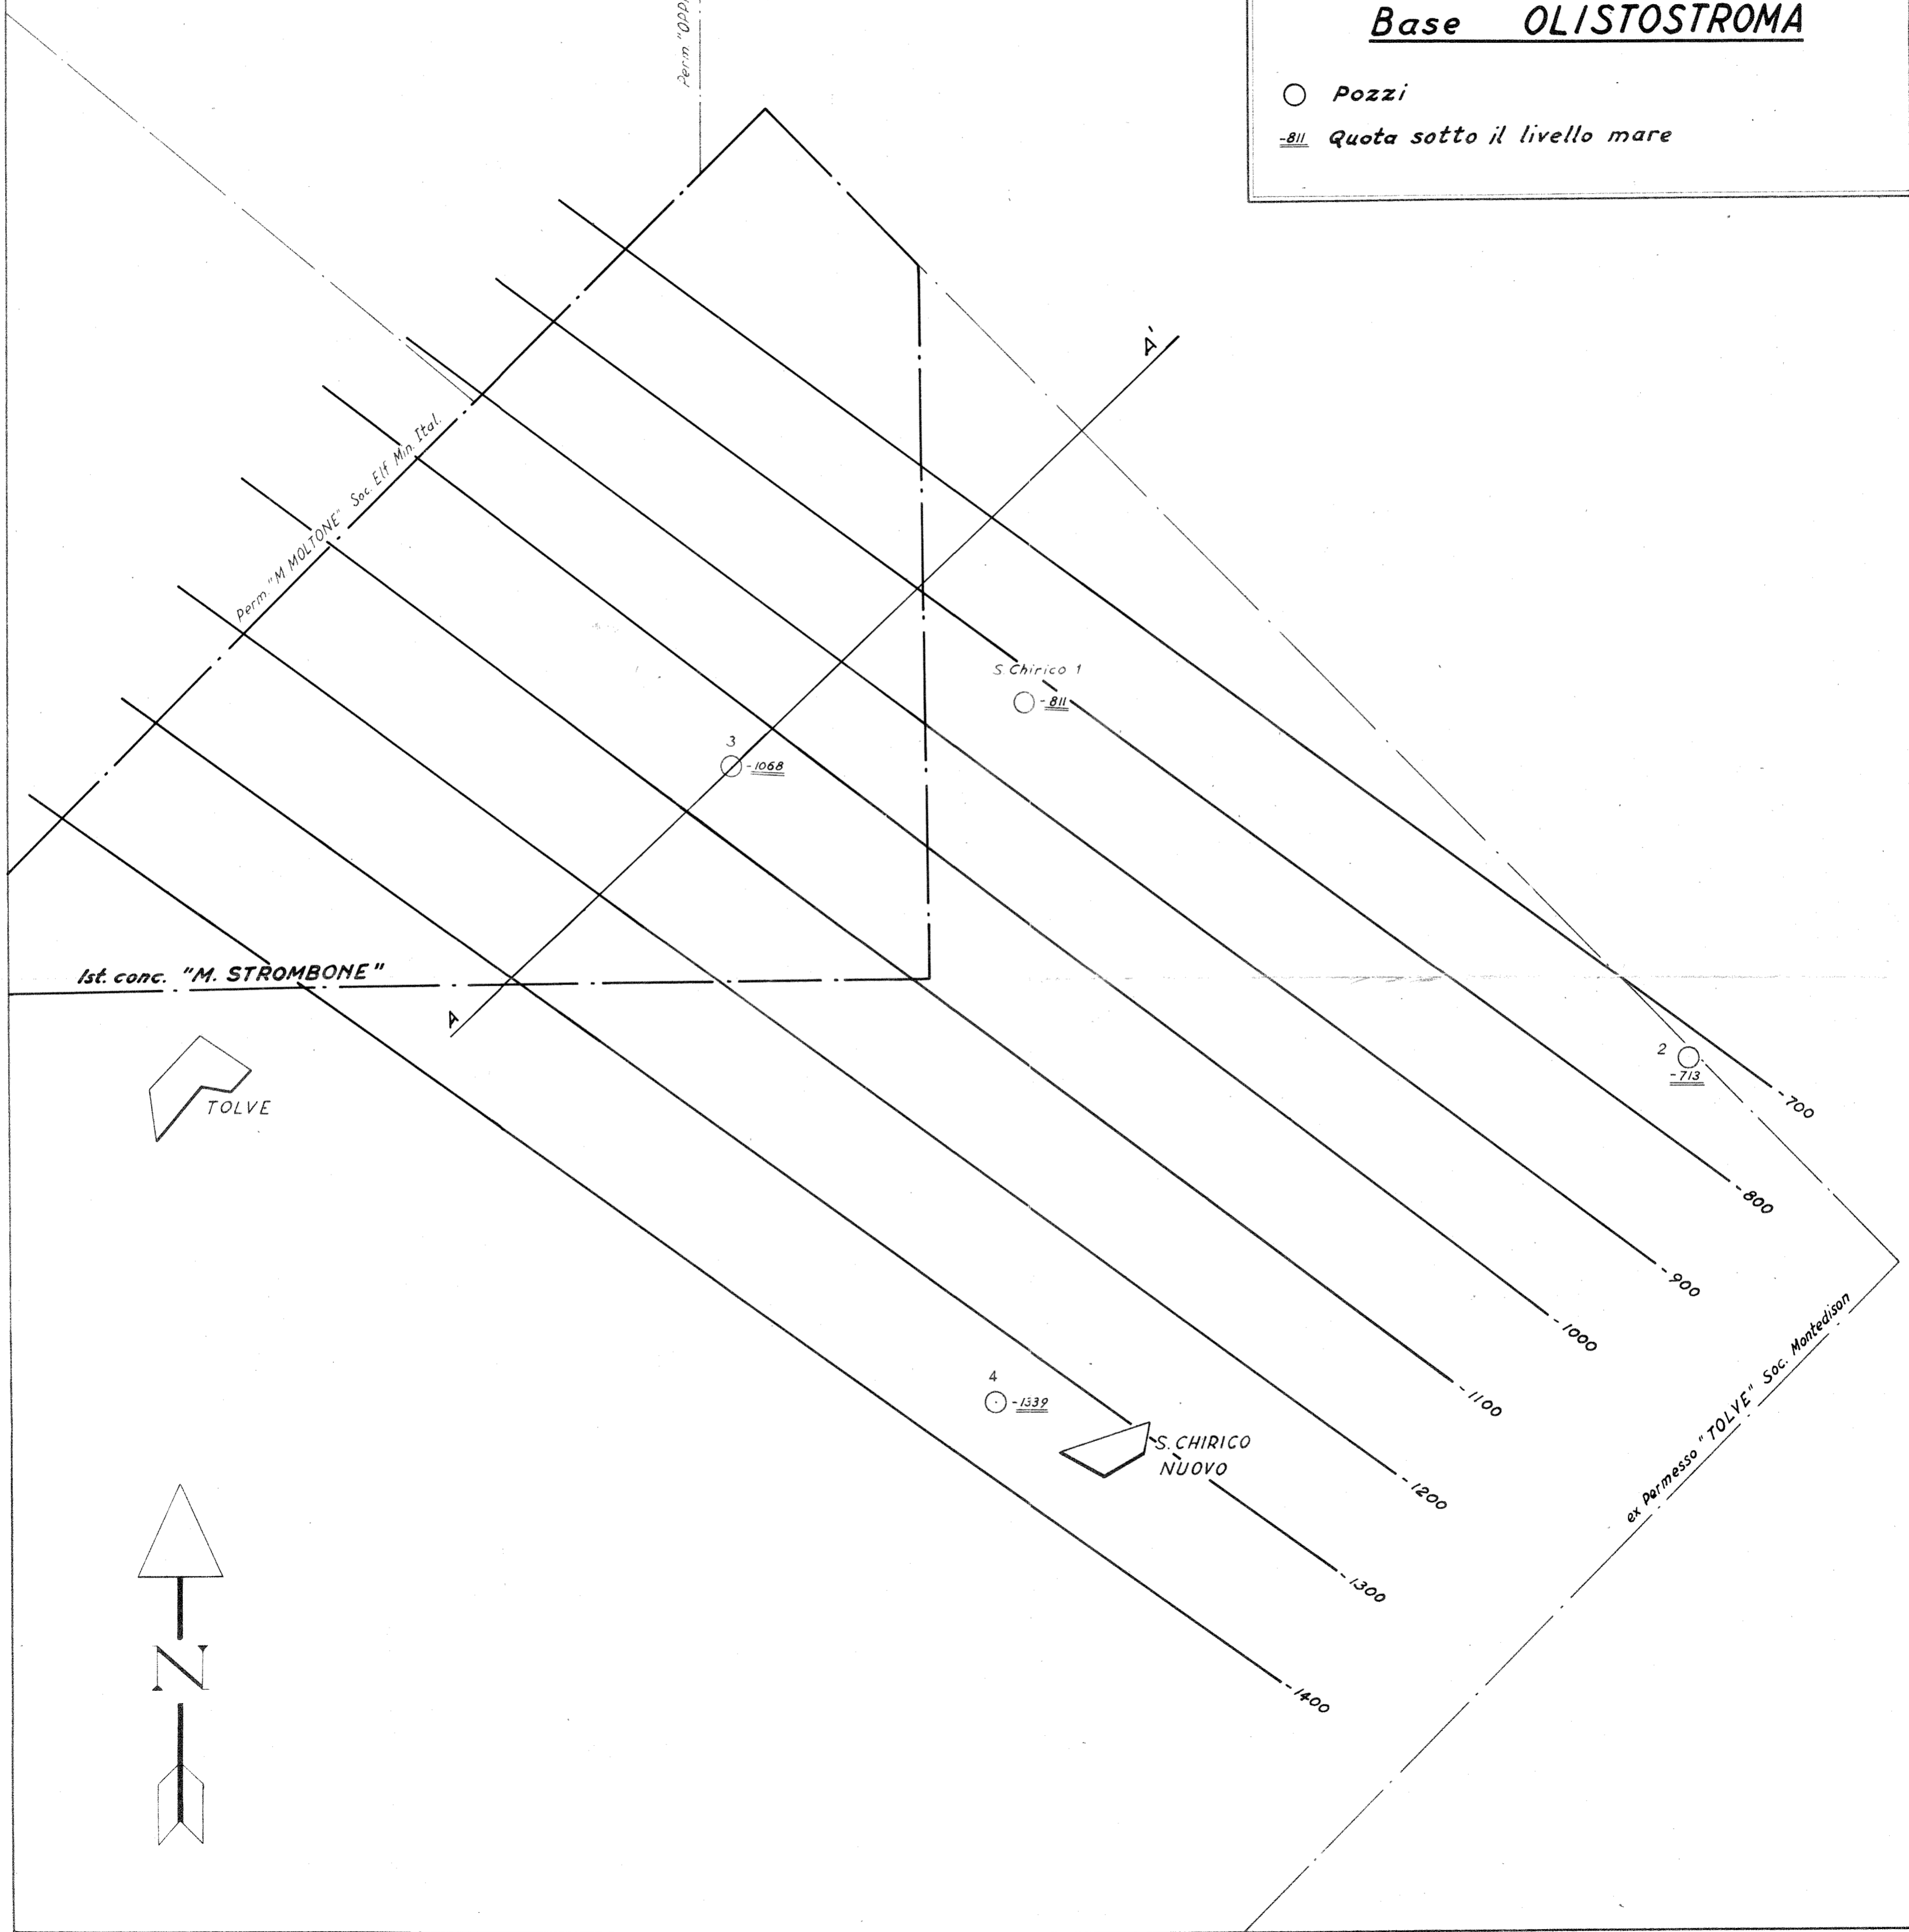 Base OLISTOSTROMA
Pozzi
-811 Quota sotto il livello mare
Perm. "OPP
A'
Perm. "M MOLTONE" Soc. Elf Min. Ital.
S. Chirico 1
-811
3
-1068
Ist. conc. "M. STROMBONE"
A
TOLVE
2
-713
-700
-800
-900
-1000
-1100
-1200
-1300
-1400
4
-1339
S. CHIRICO
NUOVO
ex Permesso "TOLVE" Soc. Montedison
N